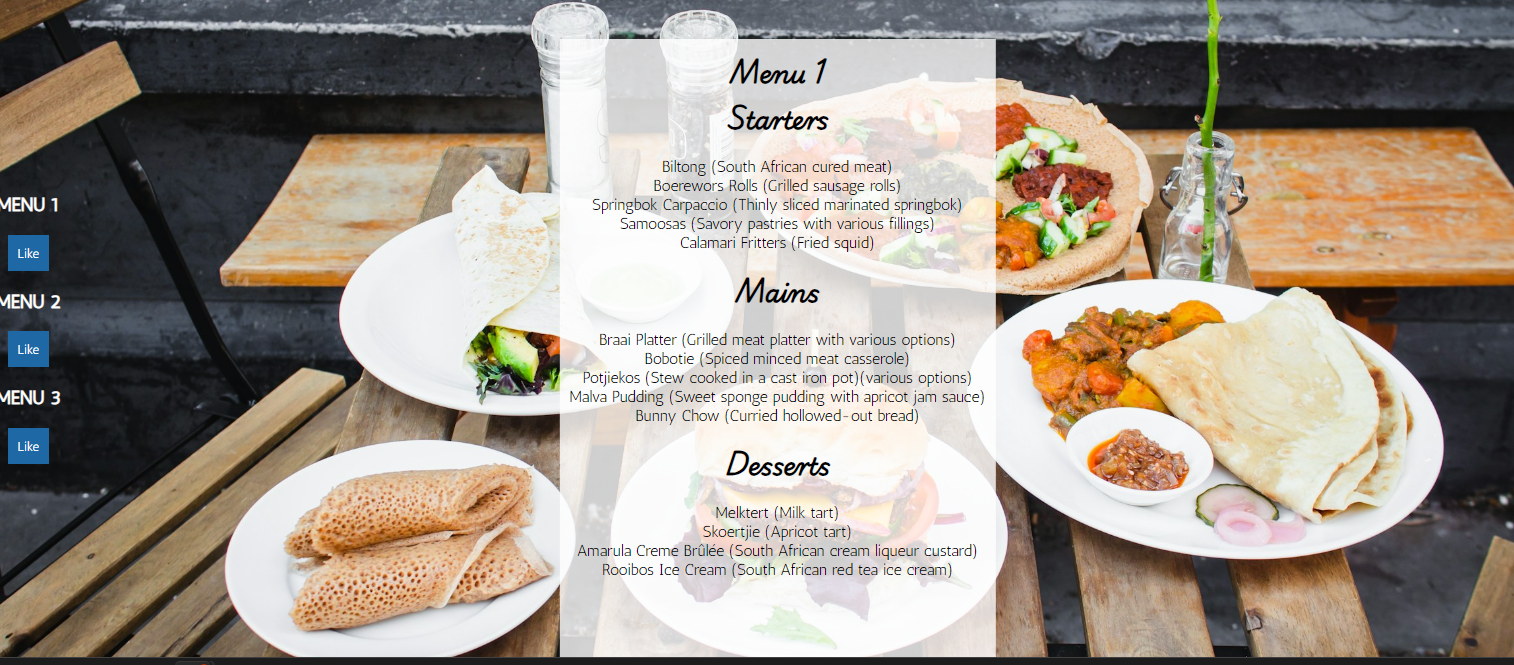 MENU 1
Like
MENU 2
Like
MENU 3
Like
Menu 1
Starters
Biltong (South African cured meat)
Boerewors Rolls (Grilled sausage rolls)
Springbok Carpaccio (Thinly sliced marinated springbok)
Samoosas (Savory pastries with various fillings)
Calamari Fritters (Fried squid)
Mains
Braai Platter (Grilled meat platter with various options)
Bobotie (Spiced minced meat casserole)
Potjiekos (Stew cooked in a cast iron pot)(various options)
Malva Pudding (Sweet sponge pudding with apricot jam sauce)
Bunny Chow (Curried hollowed-out bread)
Desserts
Melktert (Milk tart)
Skoertjie (Apricot tart)
Amarula Creme Brûlée (South African cream liqueur custard)
Rooibos Ice Cream (South African red tea ice cream)